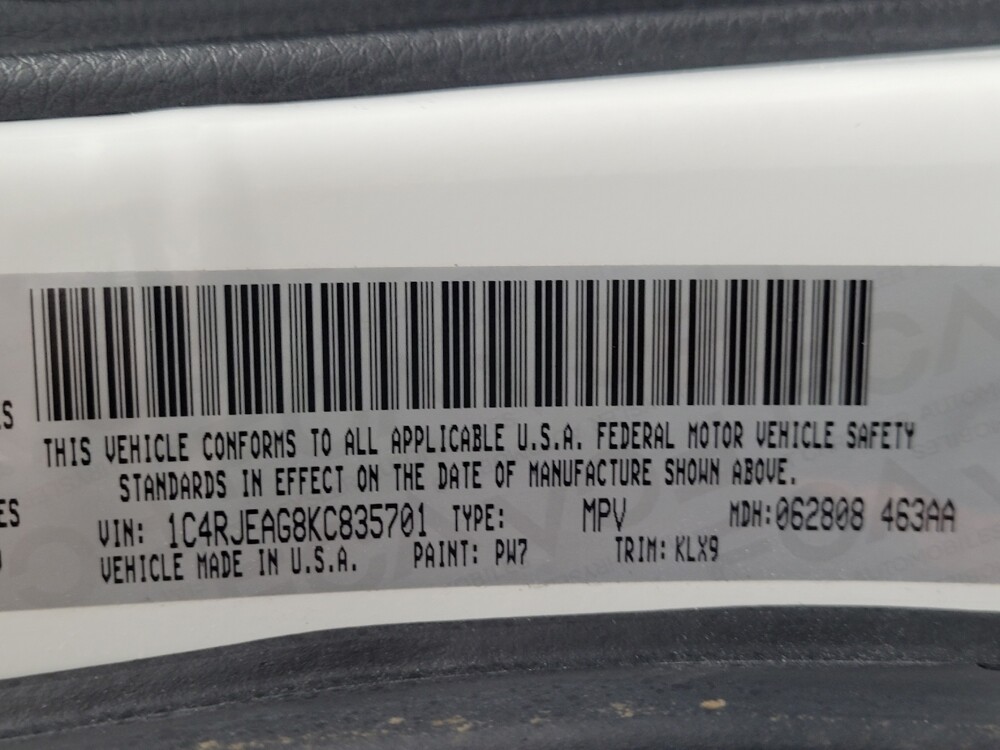 THIS VEHICLE CONFORMS TO ALL APPLICABLE U.S.A. FEDERAL MOTOR VEHICLE SAFETY
STANDARDS IN EFFECT ON THE DATE OF MANUFACTURE SHOWN ABOVE.
VIN: 1C4RJEAG8KC835701 TYPE: MPV MDH:062808 463AA
VEHICLE MADE IN U.S.A. PAINT: PW7 TRIM: KLX9